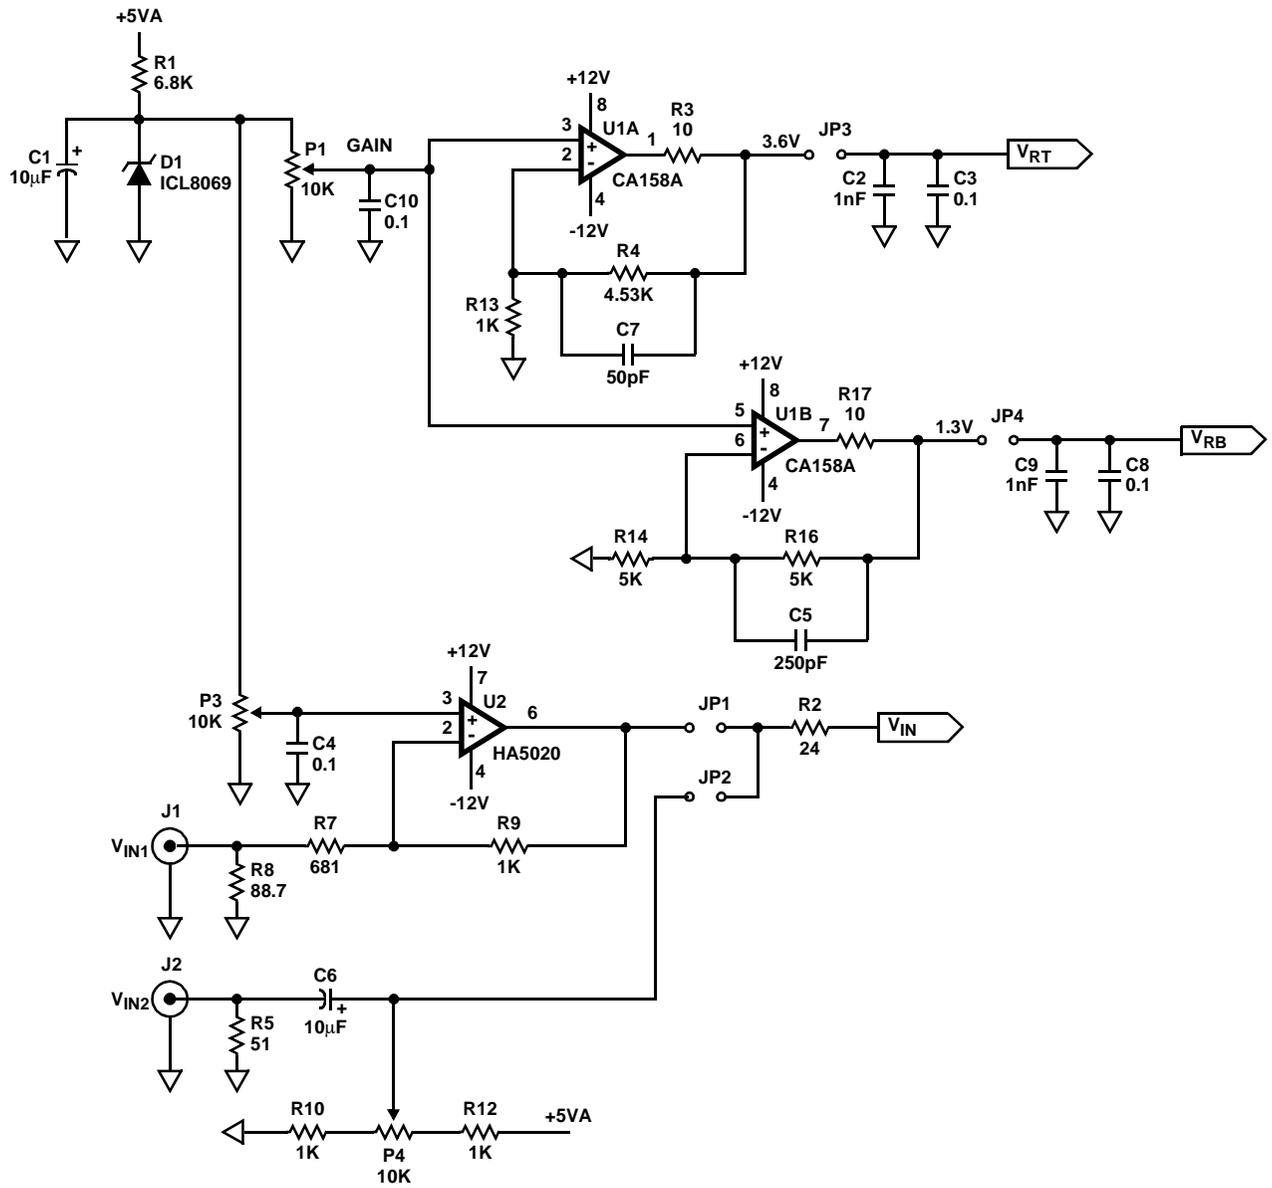 +5VA
R1
6.8K
C1
+
10µF
D1
ICL8069
P1
10K
GAIN
C10
0.1
+12V
8
3
U1A
2
+
-
1
CA158A
4
-12V
R3
10
3.6V
JP3
VRT
C2
1nF
C3
0.1
R4
4.53K
R13
1K
C7
50pF
+12V
8
5
U1B
6
+
-
7
CA158A
4
-12V
R17
10
1.3V
JP4
VRB
C9
1nF
C8
0.1
R14
5K
R16
5K
C5
250pF
P3
10K
C4
0.1
+12V
7
3
U2
2
+
-
6
HA5020
4
-12V
JP1
JP2
R2
24
VIN
J1
VIN1
R8
88.7
R7
681
R9
1K
J2
VIN2
R5
51
C6
+
10µF
R10
1K
P4
10K
R12
1K
+5VA